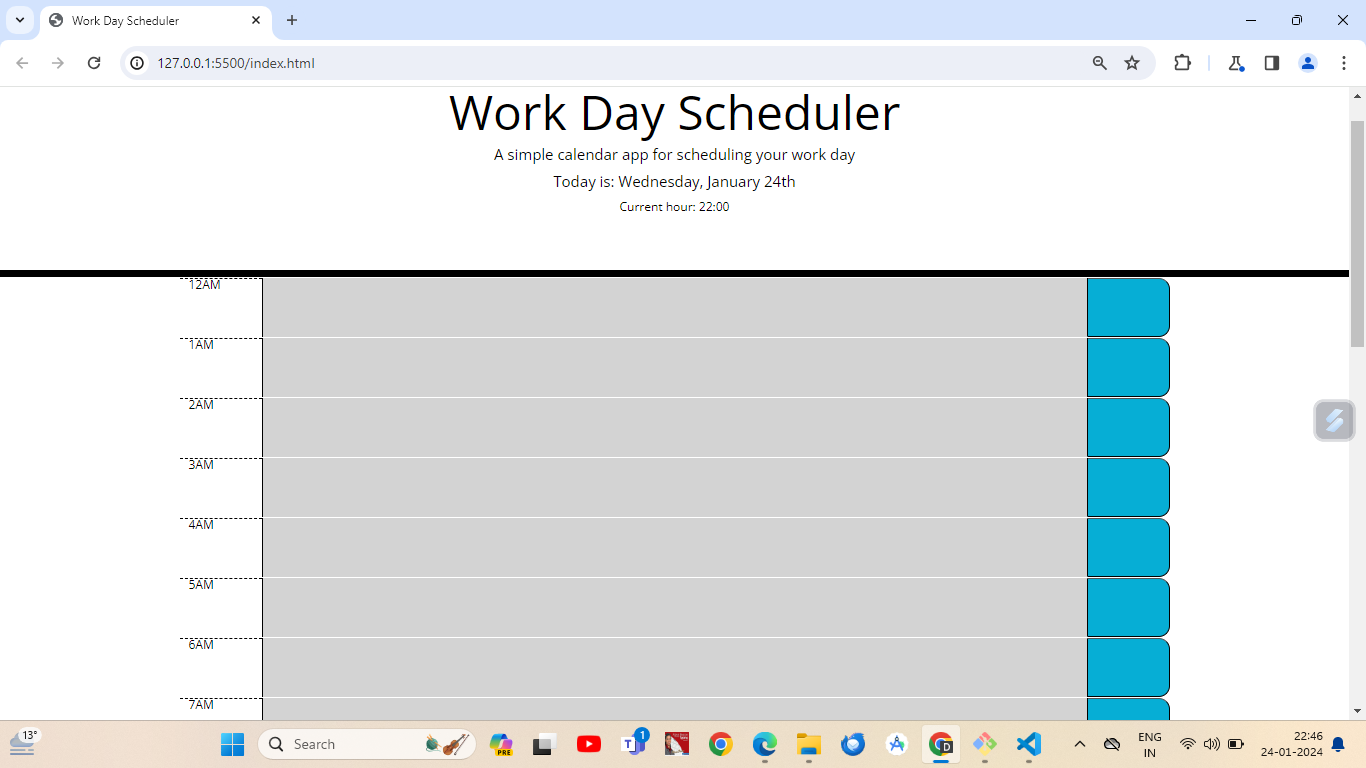 Work Day Scheduler
127.0.0.1:5500/index.html
Work Day Scheduler
A simple calendar app for scheduling your work day
Today is: Wednesday, January 24th
Current hour: 22:00
12AM
1AM
2AM
3AM
4AM
5AM
6AM
7AM
13°
Search
PRE
1
D
ENG
IN
22:46
24-01-2024